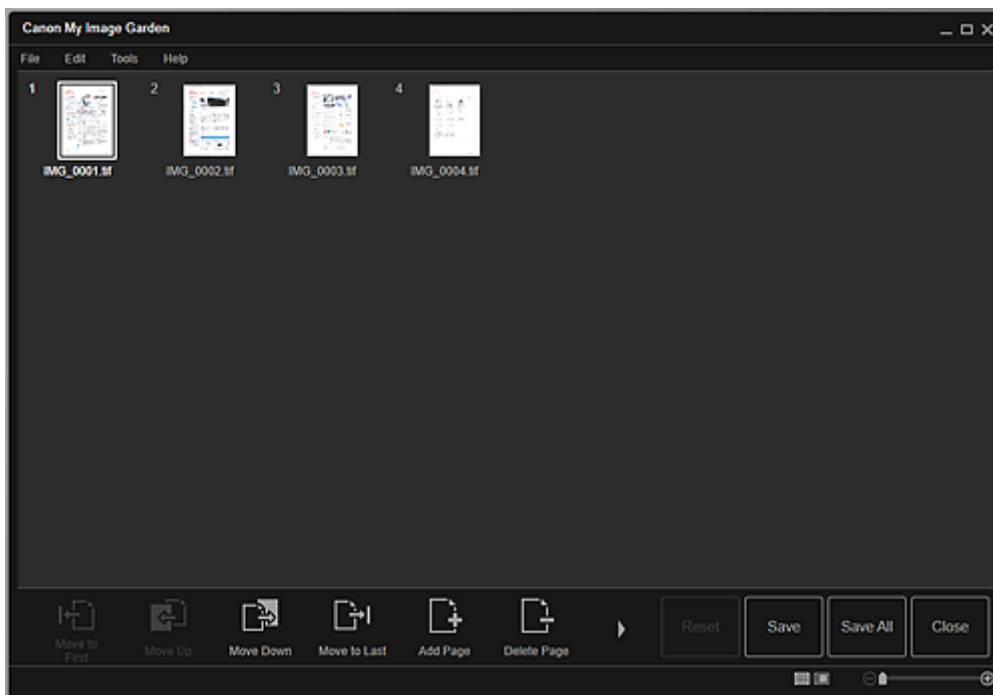 Canon My Image Garden
File Edit Tools Help
1 2 3 4
IMG_0001.tif IMG_0002.tif IMG_0003.tif IMG_0004.tif
Move to First
Move Up
Move Down
Move to Last
Add Page
Delete Page
Reset
Save
Save All
Close